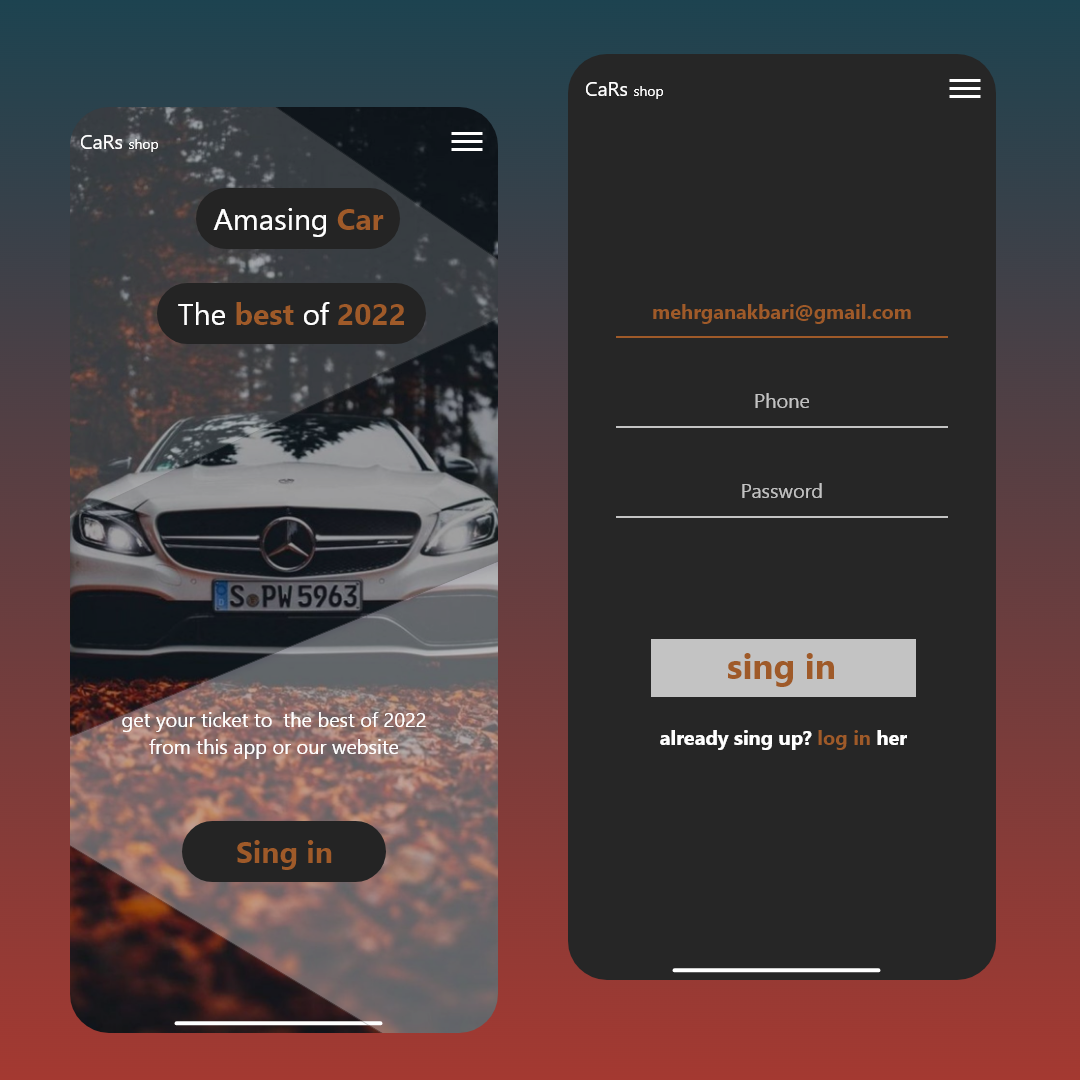 CaRs shop
Amasing Car
The best of 2022
S PW 5963
get your ticket to the best of 2022
from this app or our website
Sing in
CaRs shop
mehrganakbari@gmail.com
Phone
Password
sing in
already sing up? log in her